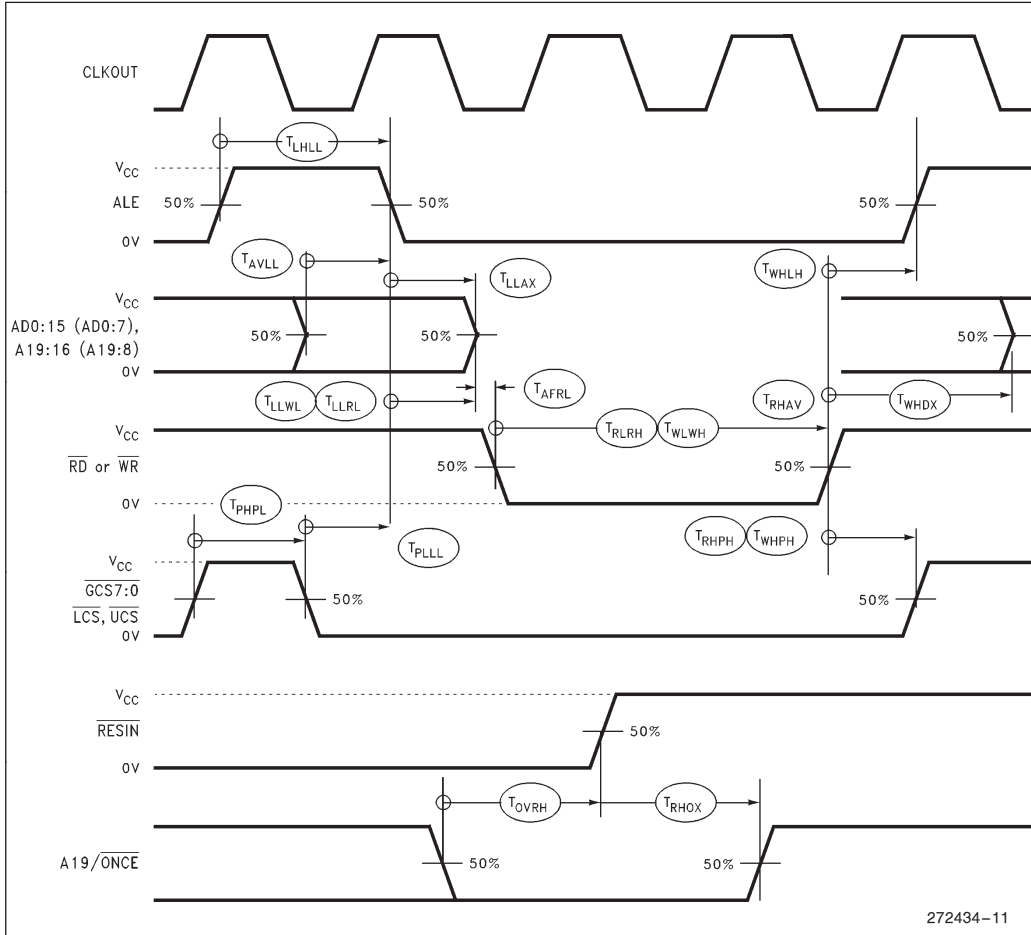 CLKOUT
T_LHLL
V_CC
ALE 50% 50% 50%
0V
T_AVLL T_LLAX T_WHLH
V_CC
AD0:15 (AD0:7),
A19:16 (A19:8)
50% 50% 50%
0V
T_LLWL T_LLRL T_AFRL T_RHAV T_WHDX
V_CC
T_RLRH T_WLWH
RD or WR 50% 50%
0V
T_PHPL T_PLLL T_RHPH T_WHPH
V_CC
GCS7:0
LCS, UCS
50% 50%
0V
V_CC
RESIN 50%
0V
T_OVRH T_RHOX
A19/ONCE 50% 50%
272434-11